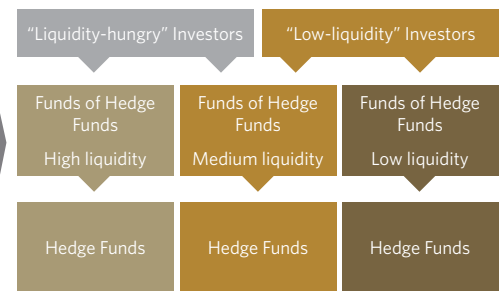 “Liquidity-hungry” Investors
“Low-liquidity” Investors
Funds of Hedge
Funds
High liquidity
Funds of Hedge
Funds
Medium liquidity
Funds of Hedge
Funds
Low liquidity
Hedge Funds
Hedge Funds
Hedge Funds